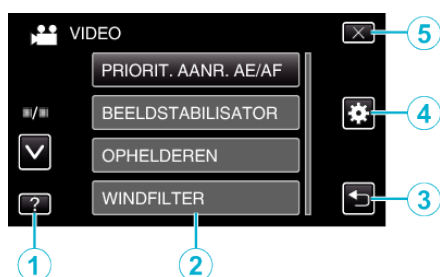 VIDEO
PRIORIT. AANR. AE/AF
BEELDSTABILISATOR
OPHELDEREN
WINDFILTER
?
5
4
3
1
2